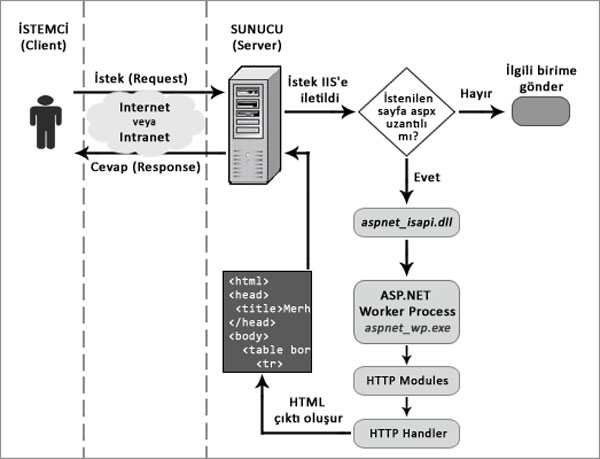 İSTEMCİ
(Client)
SUNUCU
(Server)
İstek (Request)
Internet
veya
Intranet
Cevap (Response)
İstek IIS'e
iletildi
İstenilen
sayfa aspx
uzantılı
mı?
Hayır
İlgili birime
gönder
Evet
aspnet_isapi.dll
ASP.NET
Worker Process
aspnet_wp.exe
HTTP Modules
HTTP Handler
HTML
çıktı oluşur
<html>
<head>
<title>Merh
</head>
<body>
<table bor
<tr>